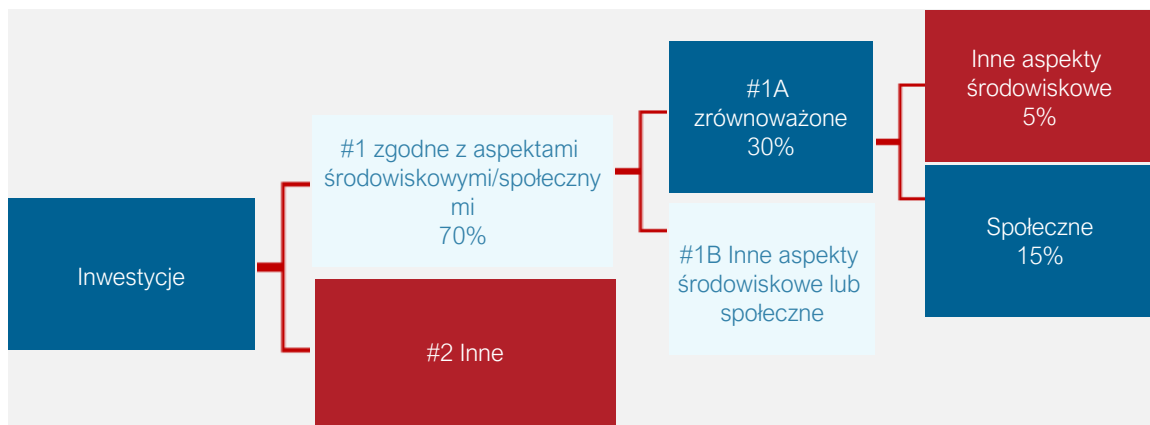 Inwestycje
#1 zgodne z aspektami
środowiskowymi/społeczny
mi
70%
#2 Inne
#1A
zrównoważone
30%
#1B Inne aspekty
środowiskowe lub
społeczne
Inne aspekty
środowiskowe
5%
Społeczne
15%